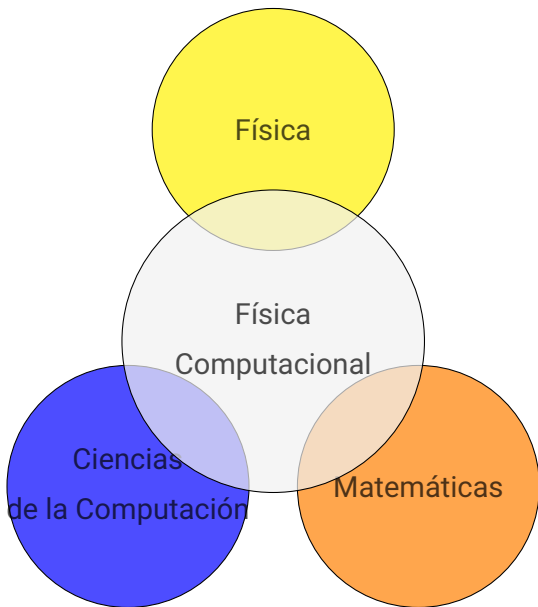 Física
Física
Computacional
Ciencias
de la Computación
Matemáticas